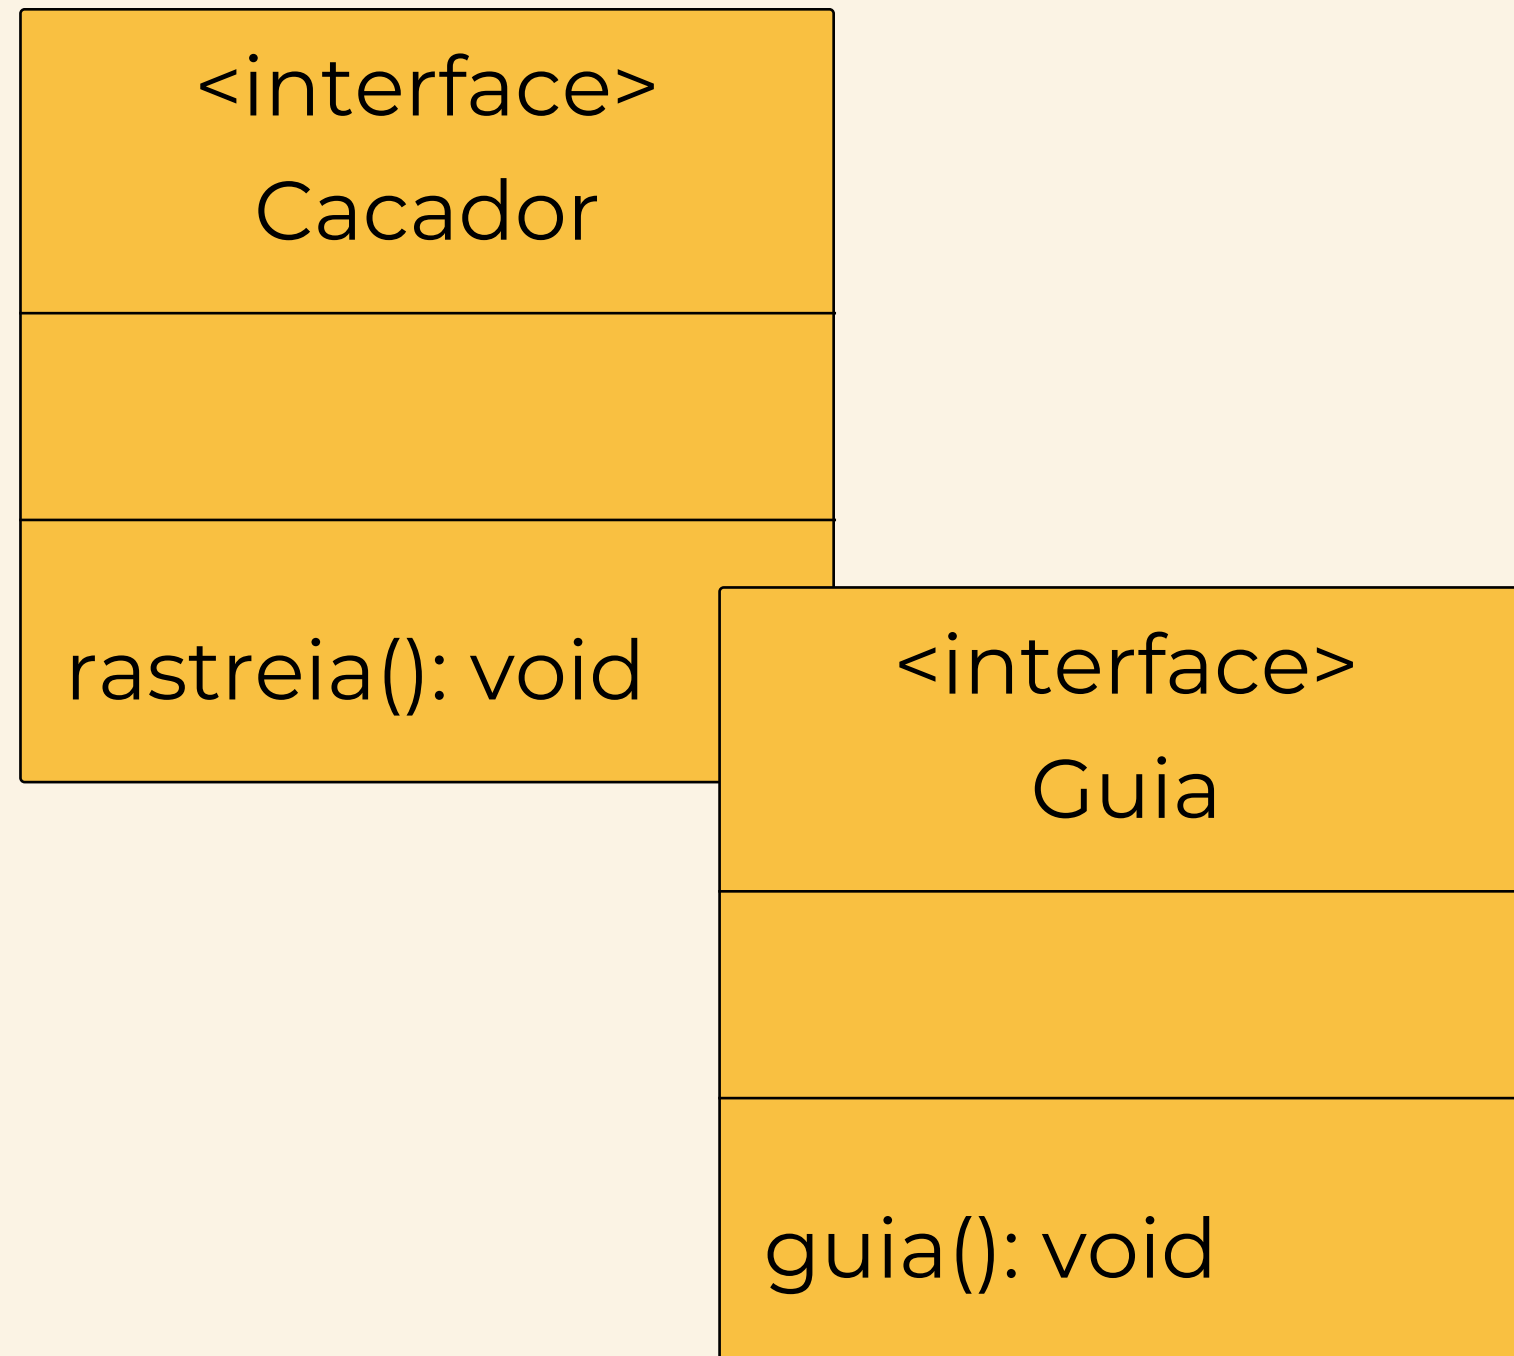 <interface>
Cacador
rastreia(): void
<interface>
Guia
guia(): void